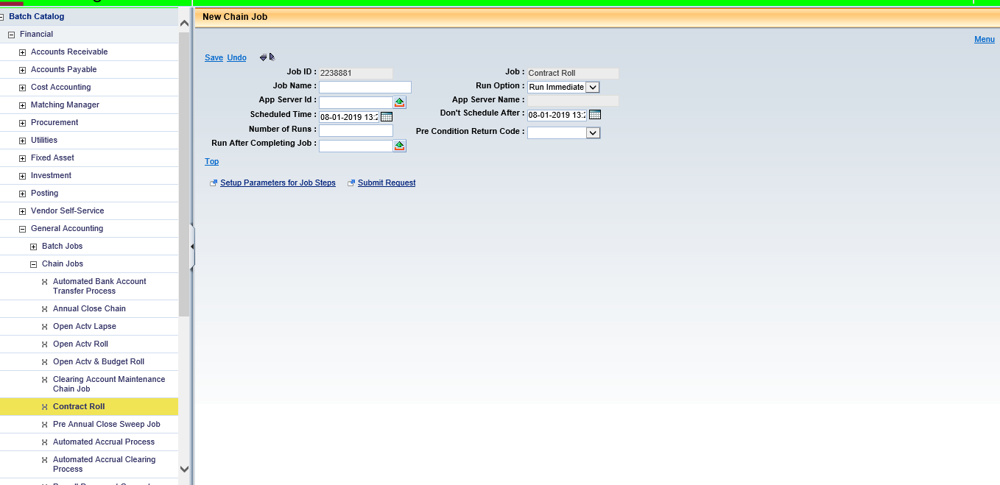 Batch Catalog
Financial
Accounts Receivable
Accounts Payable
Cost Accounting
Matching Manager
Procurement
Utilities
Fixed Asset
Investment
Posting
Vendor Self-Service
General Accounting
Batch Jobs
Chain Jobs
Automated Bank Account
Transfer Process
Annual Close Chain
Open Actv Lapse
Open Actv Roll
Open Actv & Budget Roll
Clearing Account Maintenance
Chain Job
Contract Roll
Pre Annual Close Sweep Job
Automated Accrual Process
Automated Accrual Clearing
Process
New Chain Job
Menu
Save Undo
Job ID : 2238881 Job : Contract Roll
Job Name : Run Option : Run Immediate
App Server Id : App Server Name :
Scheduled Time : 08-01-2019 13:2 Don't Schedule After : 08-01-2019 13:2
Number of Runs : Pre Condition Return Code :
Run After Completing Job :
Top
Setup Parameters for Job Steps Submit Request